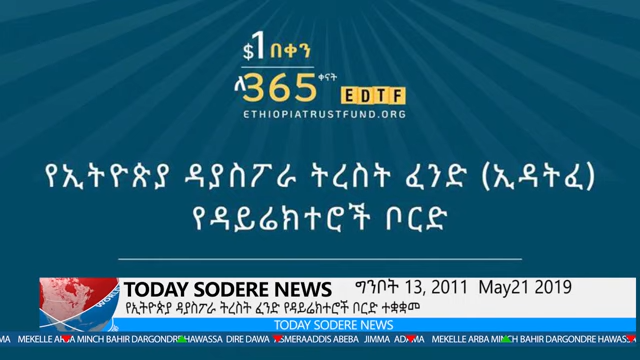 $1 በቀን
ለ365 ቀናት EDTF
ETHIOPIATRUSTFUND.ORG
የኢትዮጵያ ዳያስፖራ ትረስት ፈንድ (ኢዳትፈ)
የዳይሬክተሮች ቦርድ
WORLD
TODAY SODERE NEWS ግንቦት 13, 2011 May21 2019
የኢትዮጵያ ዳያስፖራ ትረስት ፈንድ የዳይሬክተሮች ቦርድ ተቋቋመ
TODAY SODERE NEWS
MEKELLE ARBA MINCH BAHIR DARGONDRE HAWASSA DIRE DAWA ASMERAADDIS ABEBA JIMMA ADAMA MEKELLE ARBA MINCH BAHIR DARGONDRE HAWASSA